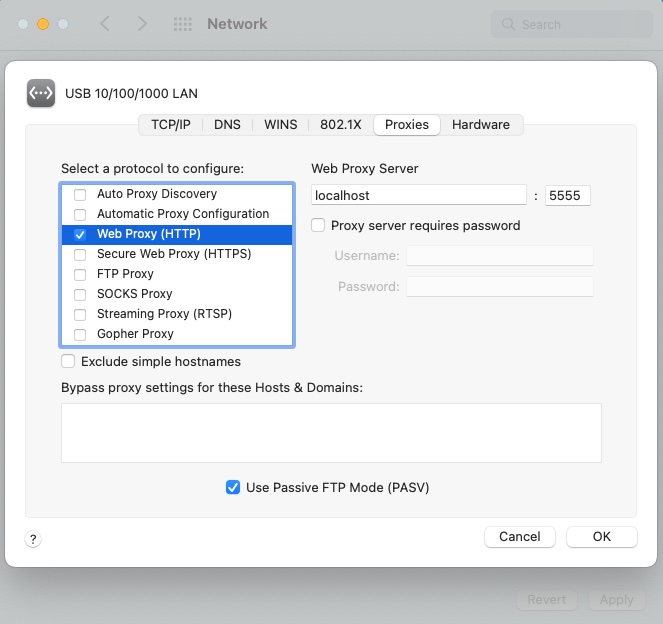 Network
Search
USB 10/100/1000 LAN
TCP/IP DNS WINS 802.1X Proxies Hardware
Select a protocol to configure:
Auto Proxy Discovery
Automatic Proxy Configuration
Web Proxy (HTTP)
Secure Web Proxy (HTTPS)
FTP Proxy
SOCKS Proxy
Streaming Proxy (RTSP)
Gopher Proxy
Exclude simple hostnames
Web Proxy Server
localhost : 5555
Proxy server requires password
Username:
Password:
Bypass proxy settings for these Hosts & Domains:
Use Passive FTP Mode (PASV)
? Cancel OK
Revert Apply